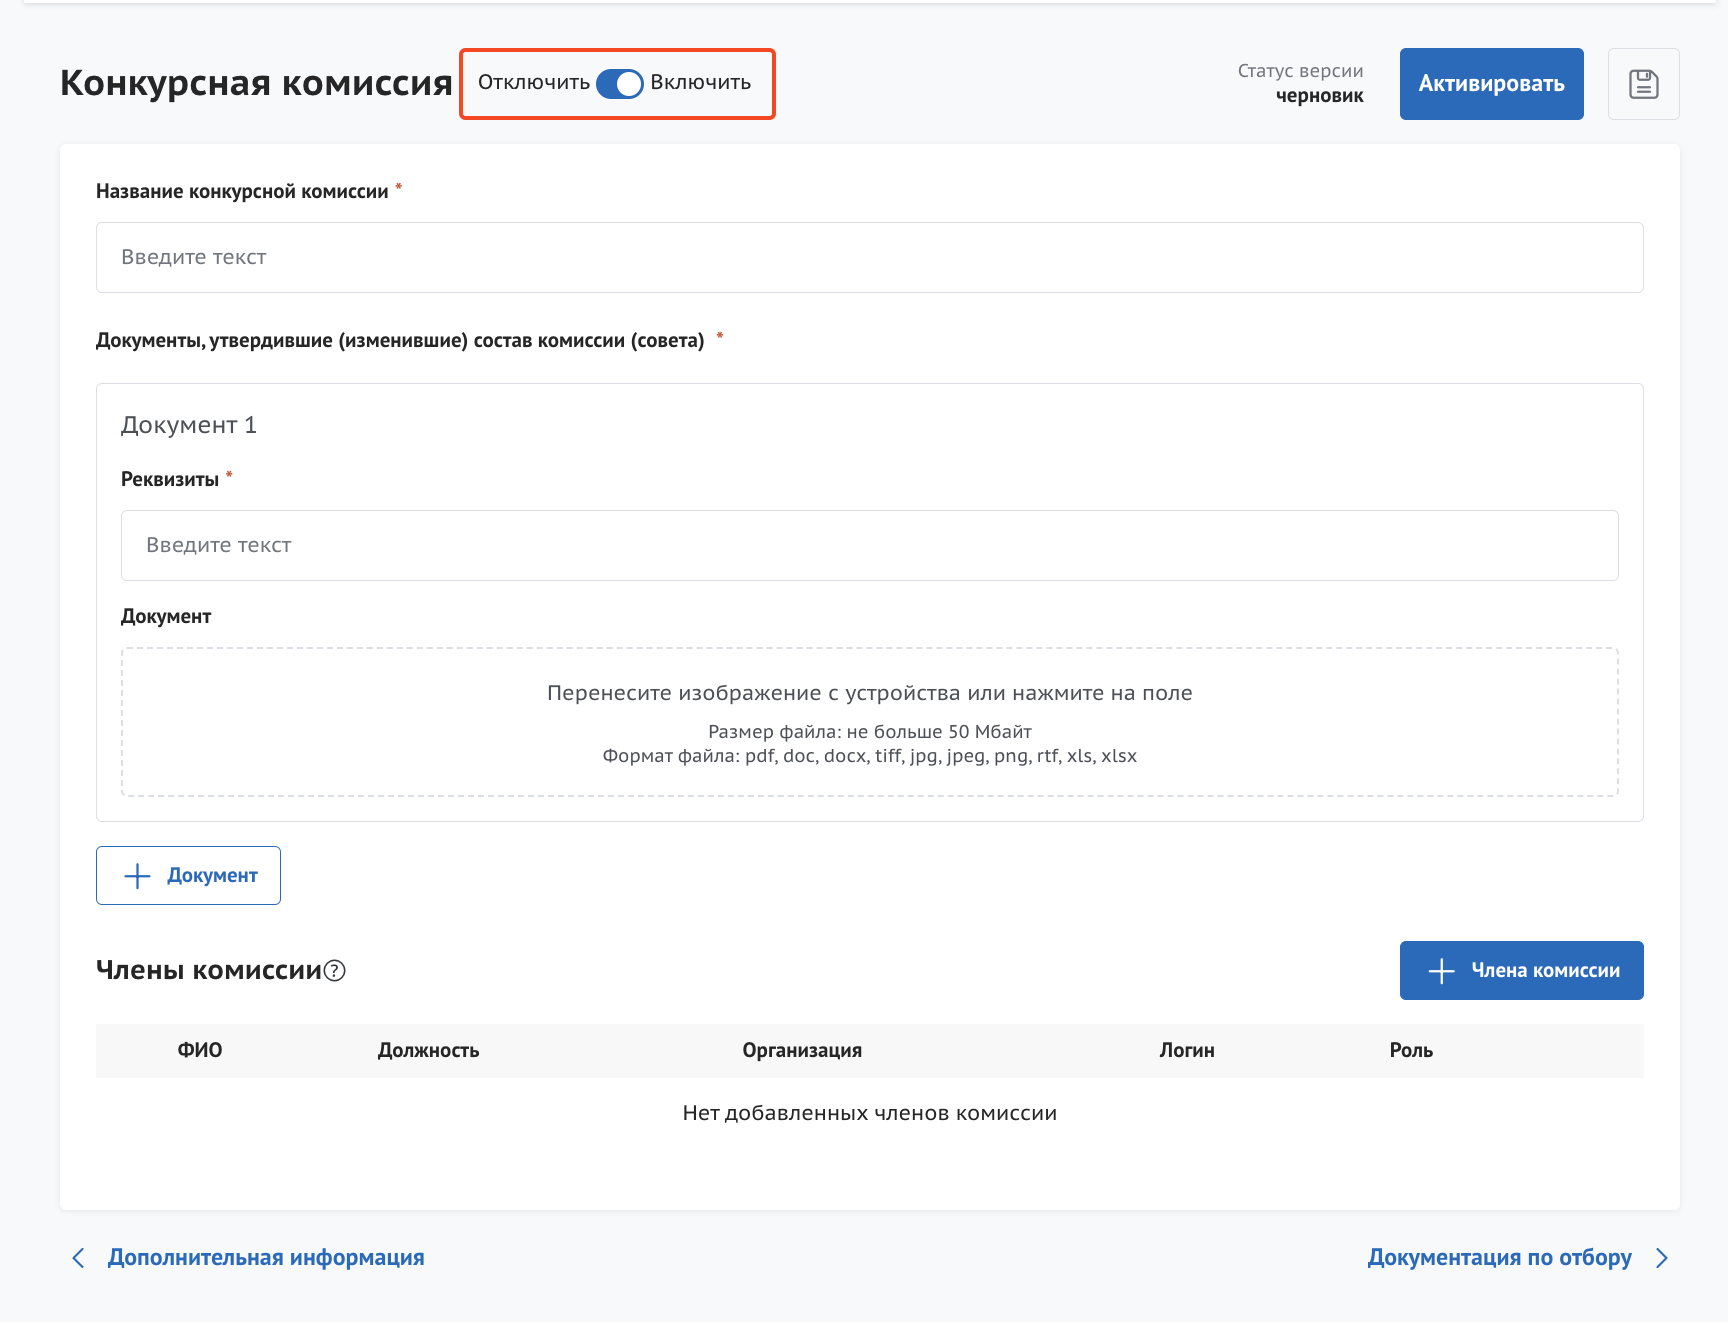 Конкурсная комиссия
Отключить Включить
Статус версии
черновик
Активировать
Название конкурсной комиссии *
Введите текст
Документы, утвердившие (изменившие) состав комиссии (совета) *
Документ 1
Реквизиты *
Введите текст
Документ
Перенесите изображение с устройства или нажмите на поле
Размер файла: не больше 50 Мбайт
Формат файла: pdf, doc, docx, tiff, jpg, jpeg, png, rtf, xls, xlsx
Документ
Члены комиссии ?
Члена комиссии
ФИО Должность Организация Логин Роль
Нет добавленных членов комиссии
Дополнительная информация
Документация по отбору